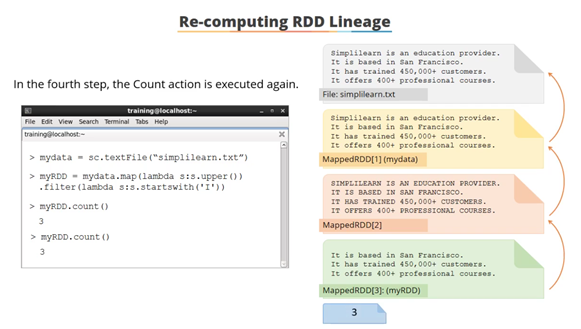 Re-computing RDD Lineage
In the fourth step, the Count action is executed again.
training@localhost:~
File Edit View Search Terminal Tabs Help
training@localhost:~
> mydata = sc.textFile("simplilearn.txt")
> myRDD = mydata.map(lambda s:s.upper())
.filter(lambda s:s.startswith('I'))
> myRDD.count()
3
> myRDD.count()
3
Simplilearn is an education provider.
It is based in San Francisco.
It has trained 450,000+ customers.
It offers 400+ professional courses.
File: simplilearn.txt
Simplilearn is an education provider.
It is based in San Francisco.
It has trained 450,000+ customers.
It offers 400+ professional courses.
MappedRDD[1] (mydata)
SIMPLILEARN IS AN EDUCATION PROVIDER.
IT IS BASED IN SAN FRANCISCO.
IT HAS TRAINED 450,000+ CUSTOMERS.
IT OFFERS 400+ PROFESSIONAL COURSES.
MappedRDD[2]
It is based in San Francisco.
It has trained 450,000+ customers.
It offers 400+ professional courses.
MappedRDD[3]: (myRDD)
3